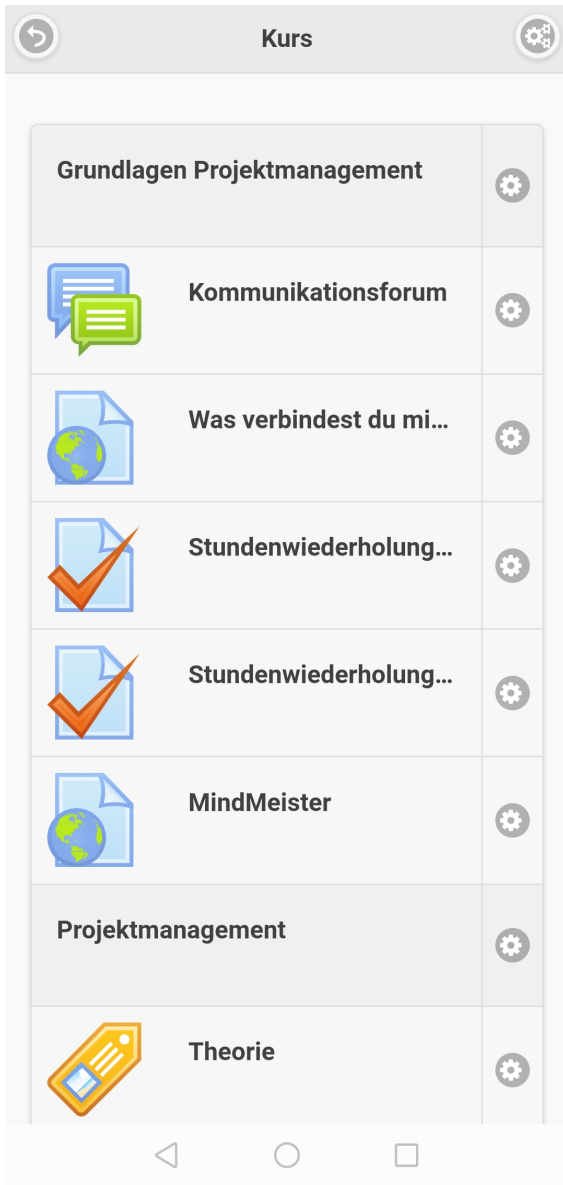 Kurs
Grundlagen Projektmanagement
Kommunikationsforum
Was verbindest du mi...
Stundenwiederholung...
Stundenwiederholung...
MindMeister
Projektmanagement
Theorie